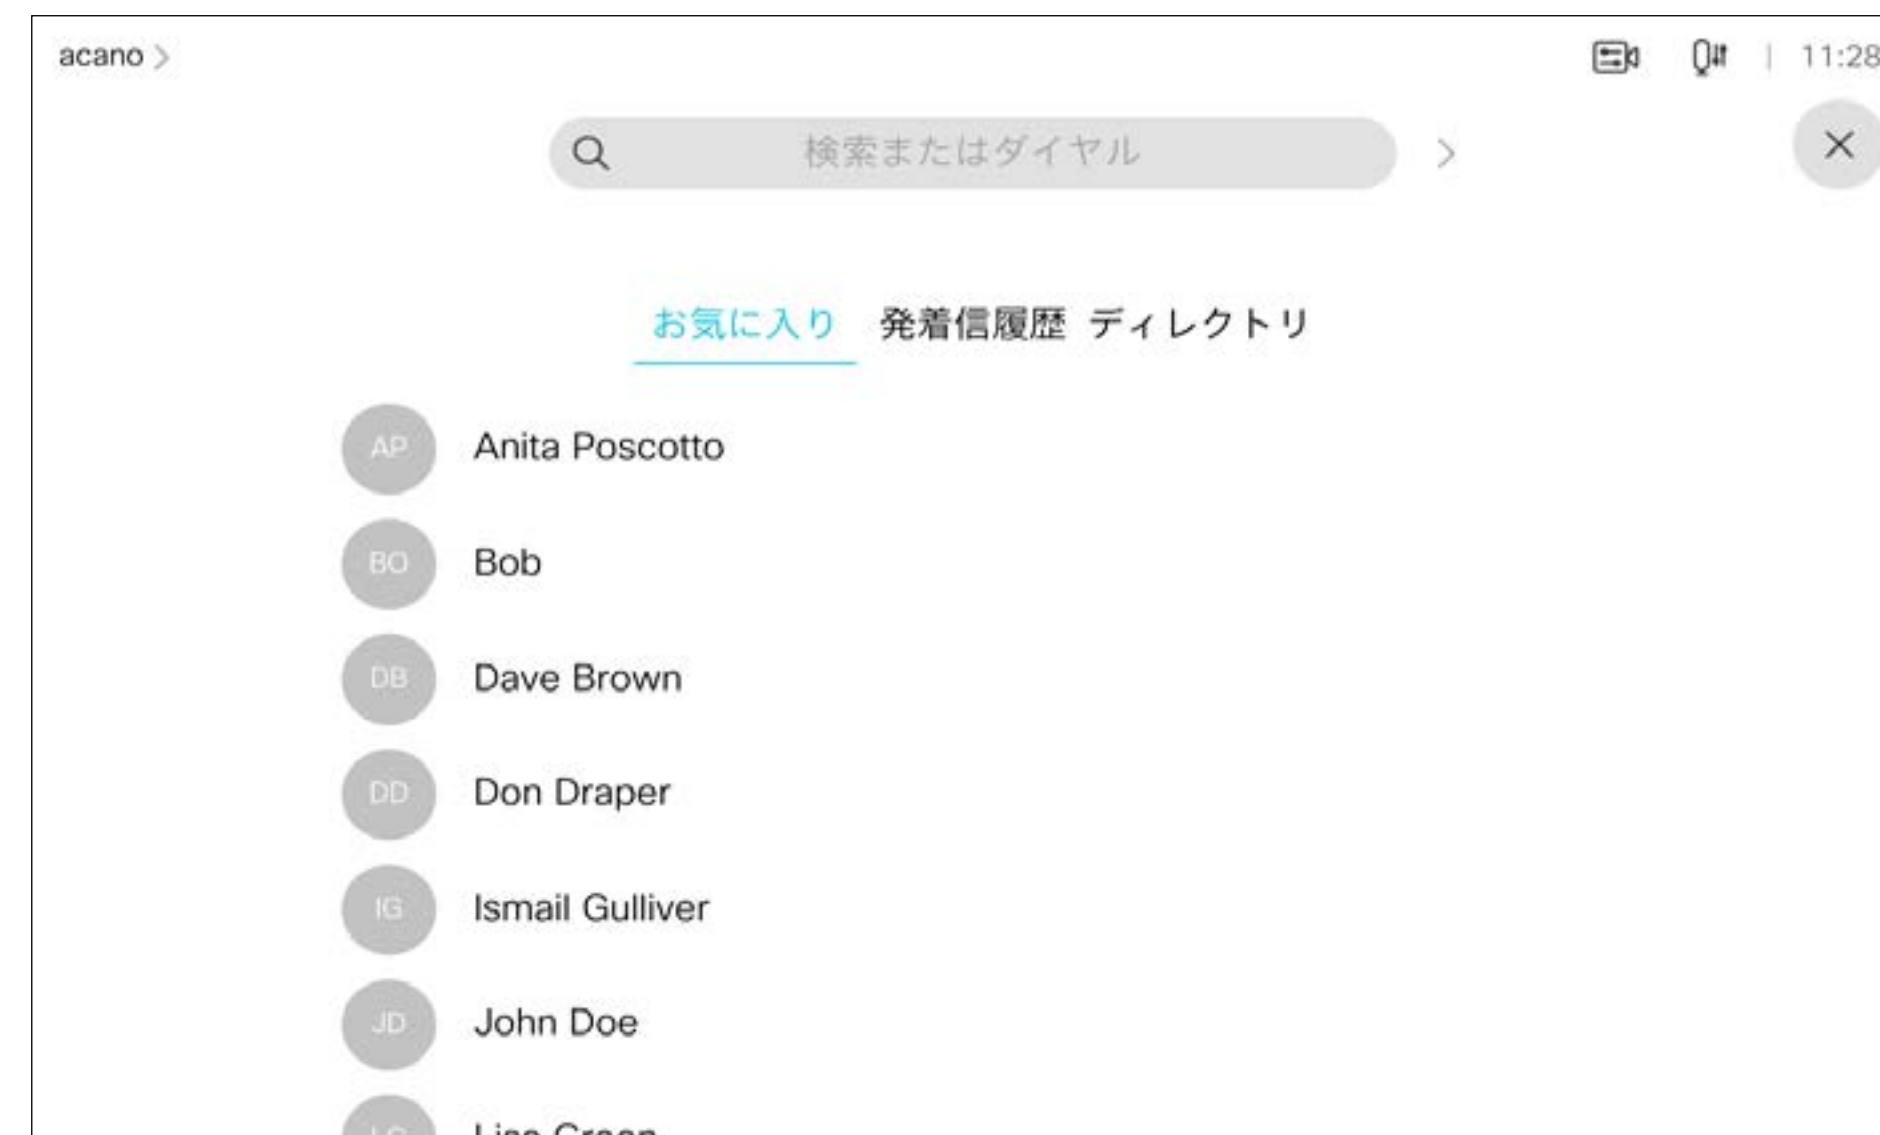 acano
11:28
検索またはダイヤル
お気に入り 発着信履歴 ディレクトリ
AP Anita Poscotto
BO Bob
DB Dave Brown
DD Don Draper
IG Ismail Gulliver
JD John Doe